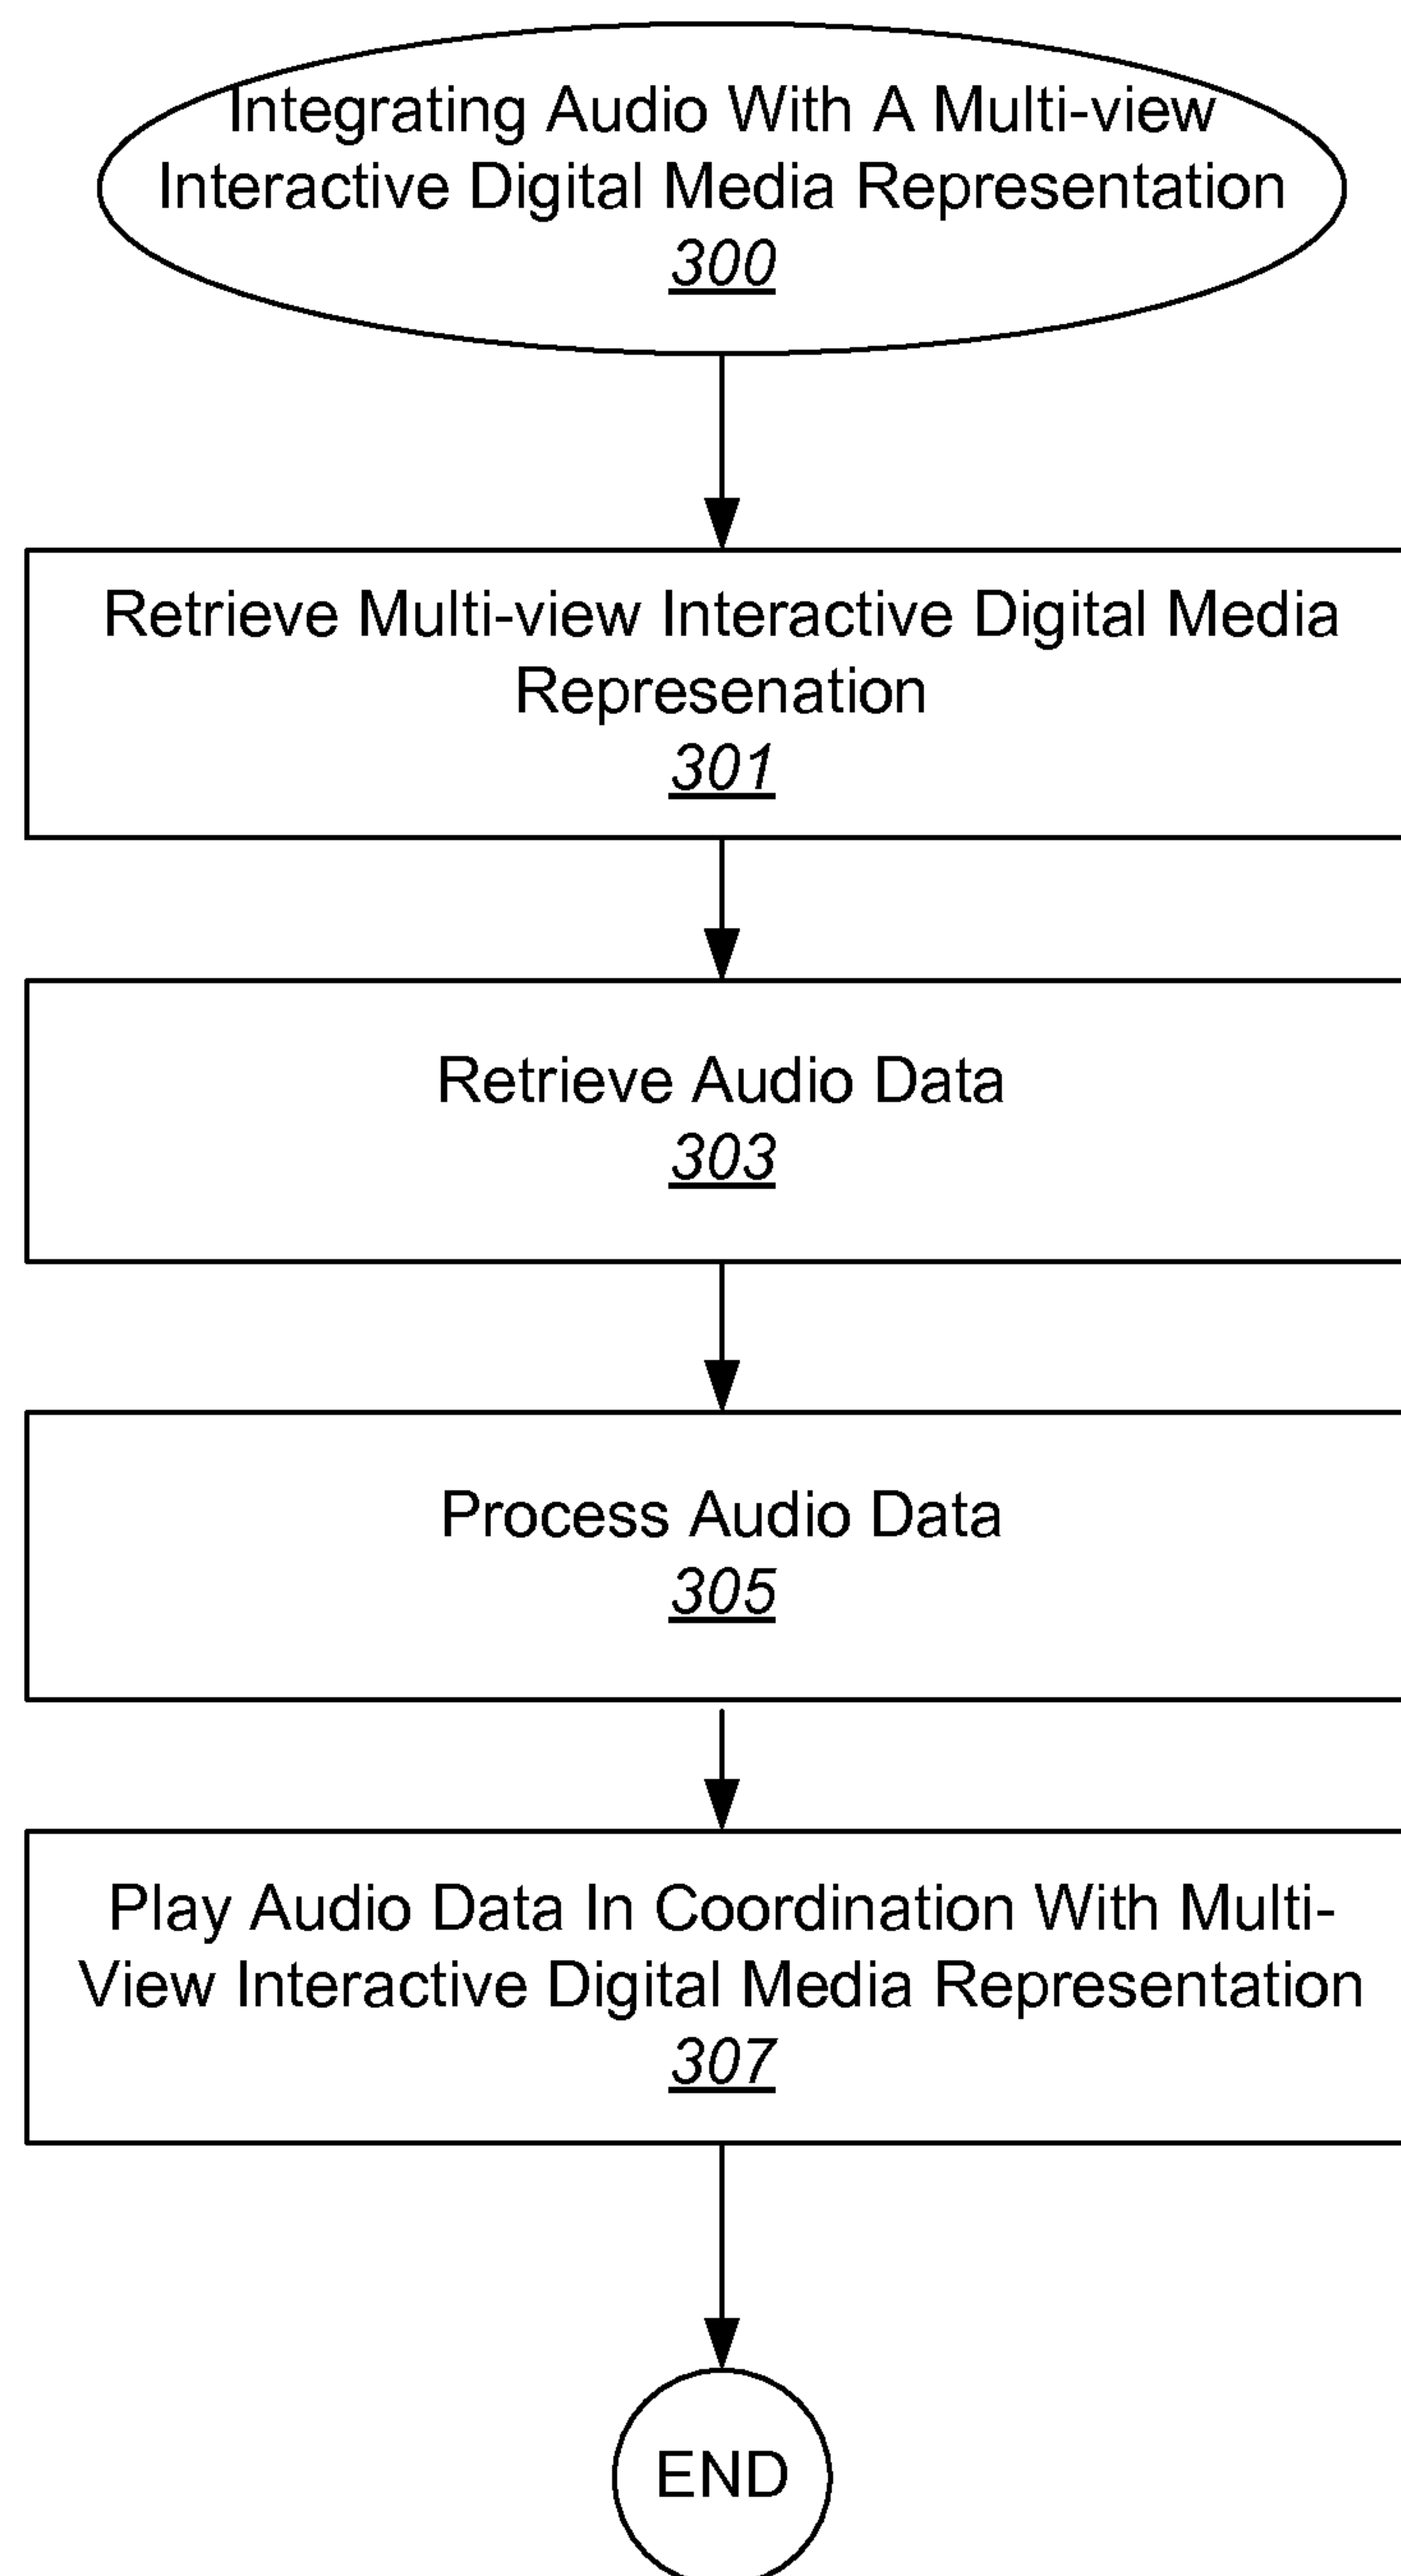 Integrating Audio With A Multi-view
Interactive Digital Media Representation
300
Retrieve Multi-view Interactive Digital Media
Represenation
301
Retrieve Audio Data
303
Process Audio Data
305
Play Audio Data In Coordination With Multi-
View Interactive Digital Media Representation
307
END